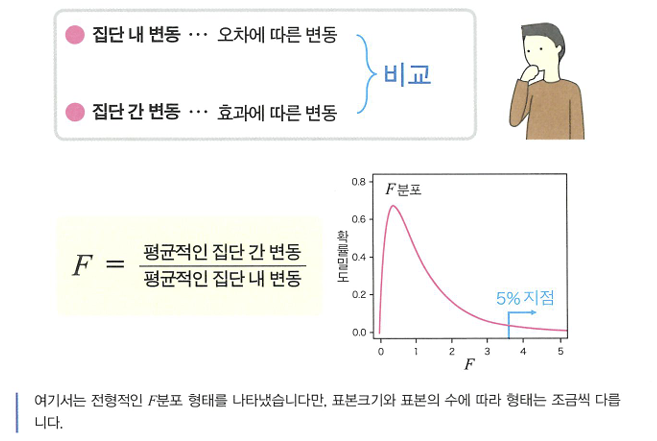 집단 내 변동 ··· 오차에 따른 변동
비교
집단 간 변동 ··· 효과에 따른 변동
F = 평균적인 집단 간 변동
평균적인 집단 내 변동
F분포
확률밀도
0.8
0.6
0.4
0.2
0.0
5% 지점
0 1 2 3 4 5
F
여기서는 전형적인 F분포 형태를 나타냈습니다만, 표본크기와 표본의 수에 따라 형태는 조금씩 다릅
니다.